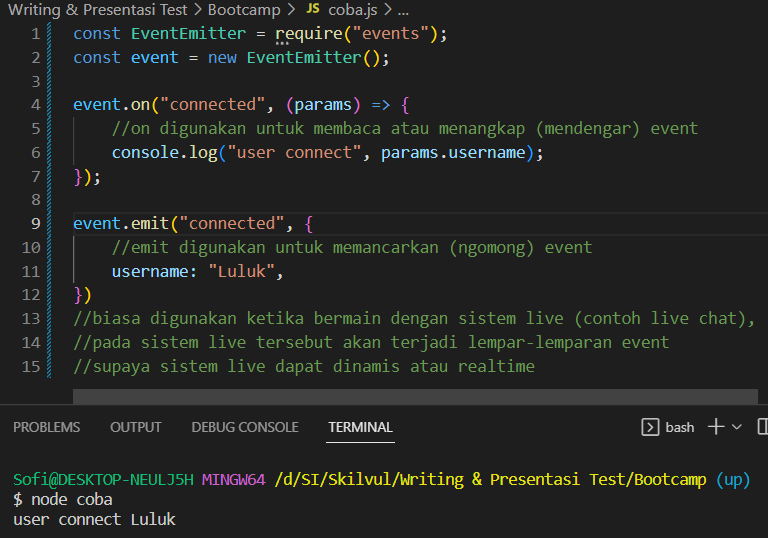 Writing & Presentasi Test > Bootcamp > JS coba.js > ...
1 const EventEmitter = require("events");
2 const event = new EventEmitter();
3
4 event.on("connected", (params) => {
5     //on digunakan untuk membaca atau menangkap (mendengar) event
6     console.log("user connect", params.username);
7 });
8
9 event.emit("connected", {
10     //emit digunakan untuk memancarkan (ngomong) event
11     username: "Luluk",
12 })
13 //biasa digunakan ketika bermain dengan sistem live (contoh live chat),
14 //pada sistem live tersebut akan terjadi lempar-lemparan event
15 //supaya sistem live dapat dinamis atau realtime
PROBLEMS OUTPUT DEBUG CONSOLE TERMINAL bash
Sofi@DESKTOP-NEULJ5H MINGW64 /d/SI/Skilvul/Writing & Presentasi Test/Bootcamp (up)
$ node coba
user connect Luluk